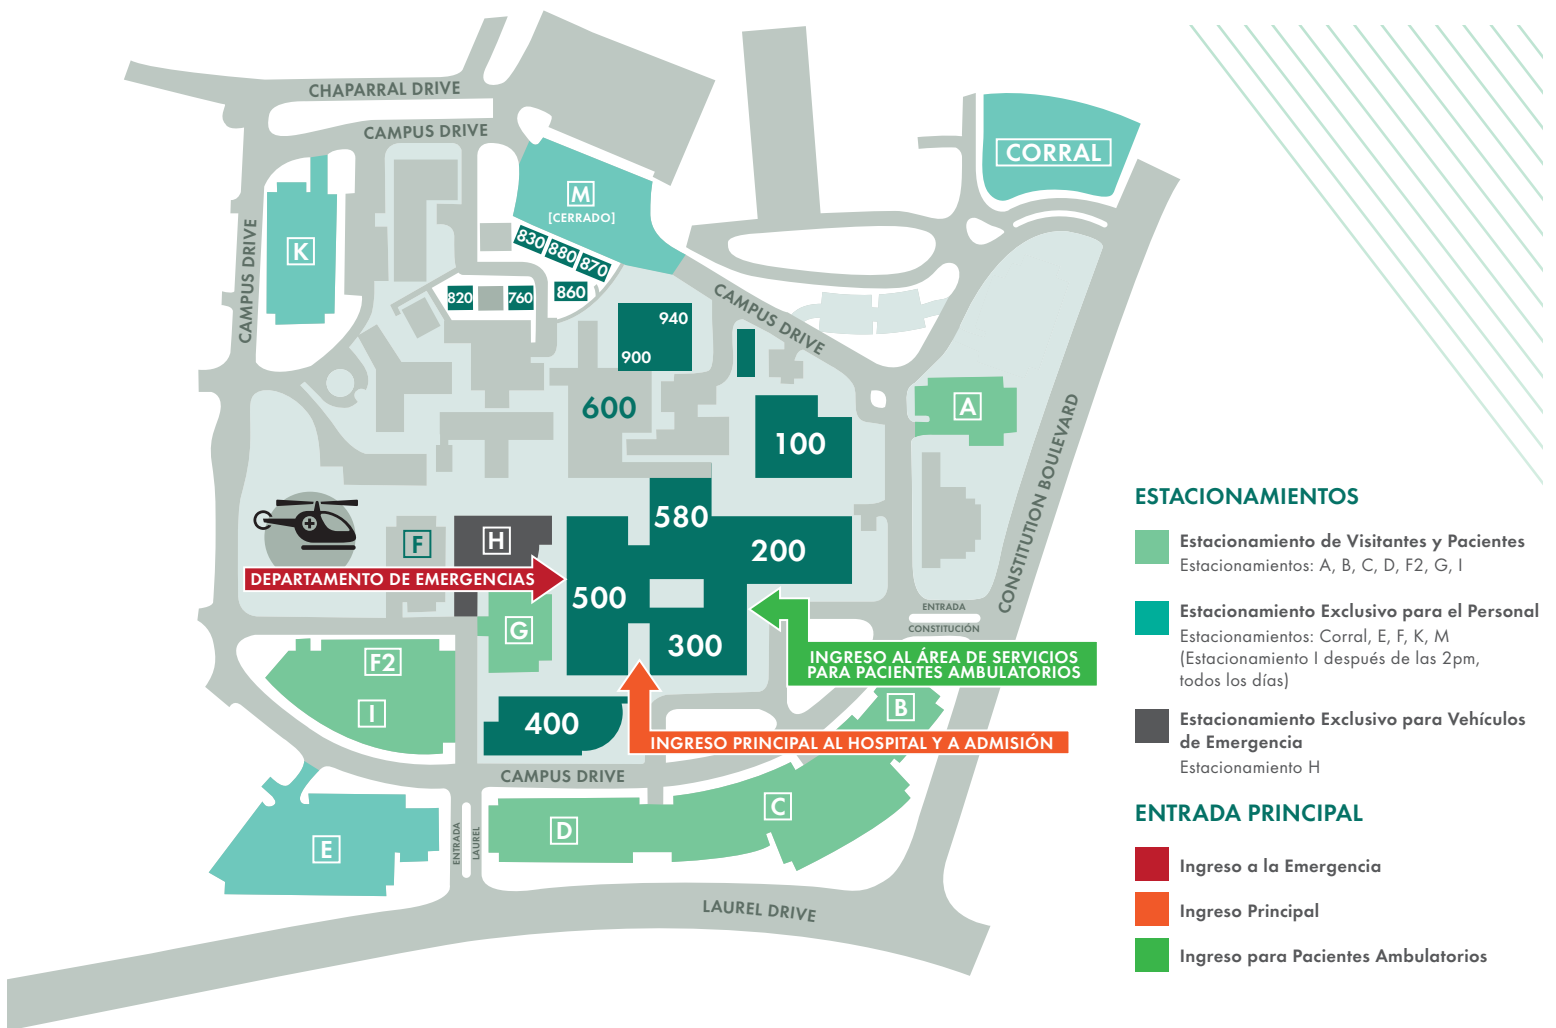 CHAPARRAL DRIVE
CAMPUS DRIVE
CORRAL
M
[CERRADO]
K
CAMPUS DRIVE
830
880
870
820
760
860
CAMPUS DRIVE
940
900
600
A
100
CONSTITUTION BOULEVARD
580
F
H
200
DEPARTAMENTO DE EMERGENCIAS
500
G
300
ENTRADA
CONSTITUCIÓN
INGRESO AL ÁREA DE SERVICIOS
PARA PACIENTES AMBULATORIOS
F2
I
B
400
INGRESO PRINCIPAL AL HOSPITAL Y A ADMISIÓN
CAMPUS DRIVE
C
D
E
ENTRADA
LAUREL
LAUREL DRIVE
ESTACIONAMIENTOS
Estacionamiento de Visitantes y Pacientes
Estacionamientos: A, B, C, D, F2, G, I
Estacionamiento Exclusivo para el Personal
Estacionamientos: Corral, E, F, K, M
(Estacionamiento I después de las 2pm,
todos los días)
Estacionamiento Exclusivo para Vehículos
de Emergencia
Estacionamiento H
ENTRADA PRINCIPAL
Ingreso a la Emergencia
Ingreso Principal
Ingreso para Pacientes Ambulatorios